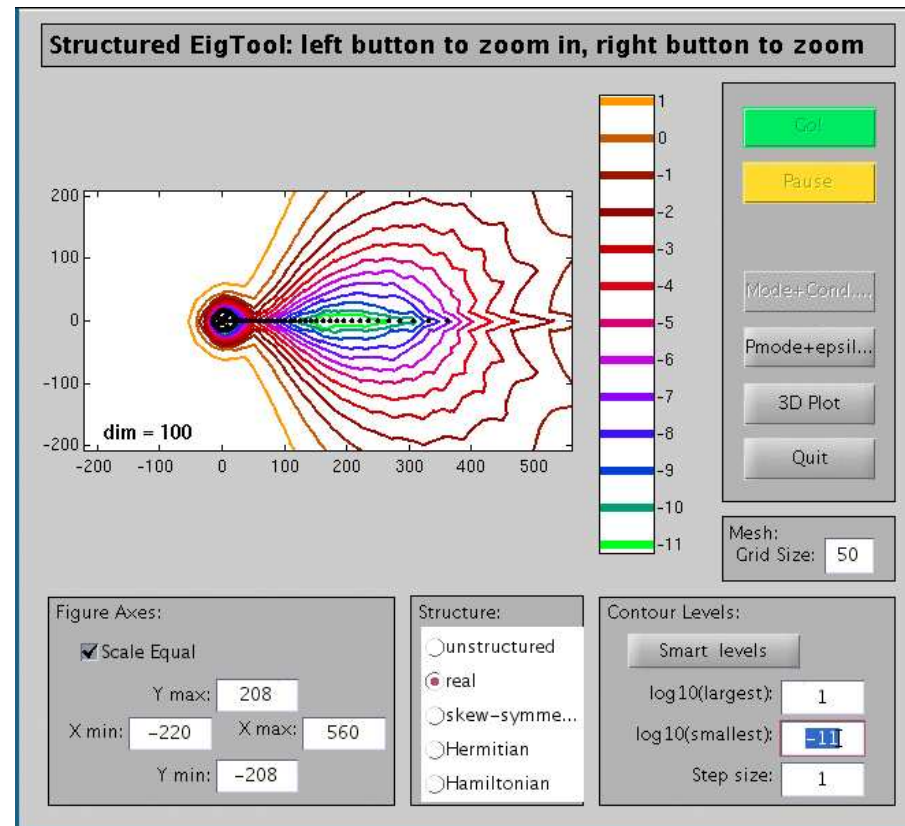 Structured EigTool: left button to zoom in, right button to zoom
200
100
0
-100
-200
-200 -100 0 100 200 300 400 500
dim = 100
1
0
-1
-2
-3
-4
-5
-6
-7
-8
-9
-10
-11
Go!
Pause
Mode+Cond....
Pmode+epsil...
3D Plot
Quit
Mesh:
Grid Size: 50
Figure Axes:
Scale Equal
Y max: 208
X min: -220 X max: 560
Y min: -208
Structure:
unstructured
real
skew-symme...
Hermitian
Hamiltonian
Contour Levels:
Smart levels
log10(largest): 1
log10(smallest): -11
Step size: 1